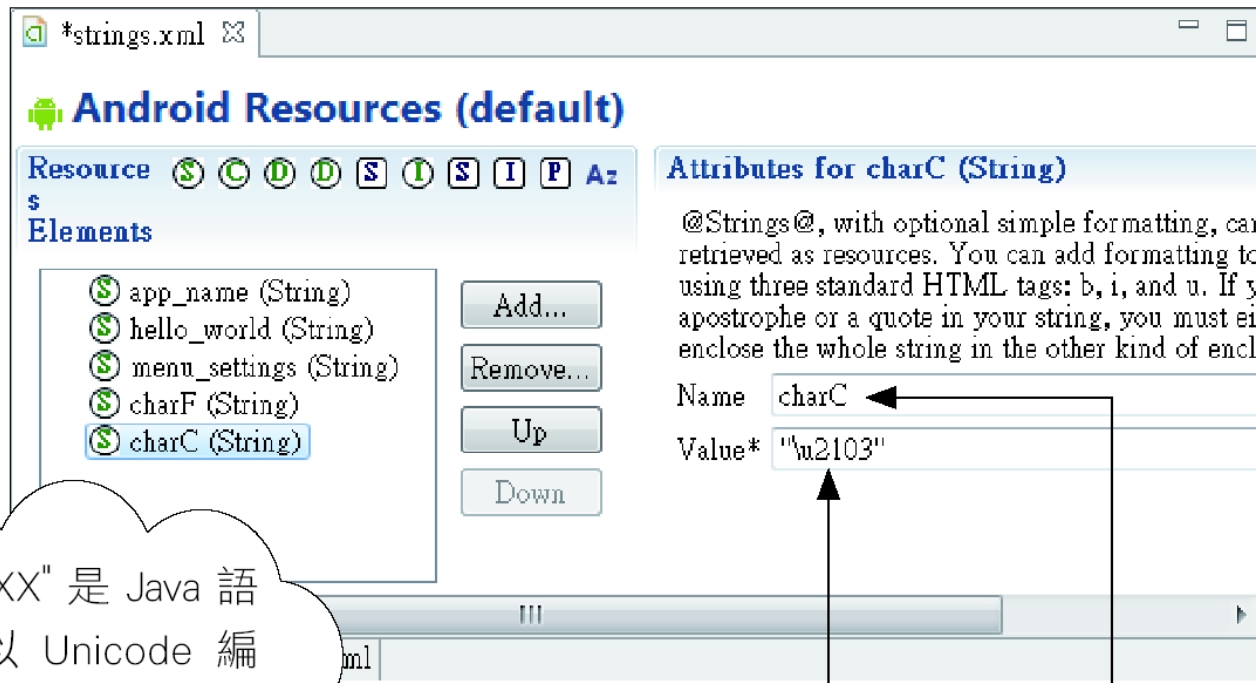 *strings.xml
Android Resources (default)
Resource
s
Elements
S C D D S I S I P Az
app_name (String)
hello_world (String)
menu_settings (String)
charF (String)
charC (String)
Add...
Remove...
Up
Down
Attributes for charC (String)
@Strings@, with optional simple formatting, can
retrieved as resources. You can add formatting to
using three standard HTML tags: b, i, and u. If y
apostrophe or a quote in your string, you must ei
enclose the whole string in the other kind of encl
Name charC
Value* "\u2103"
XX" 是 Java 語
以 Unicode 編
ml